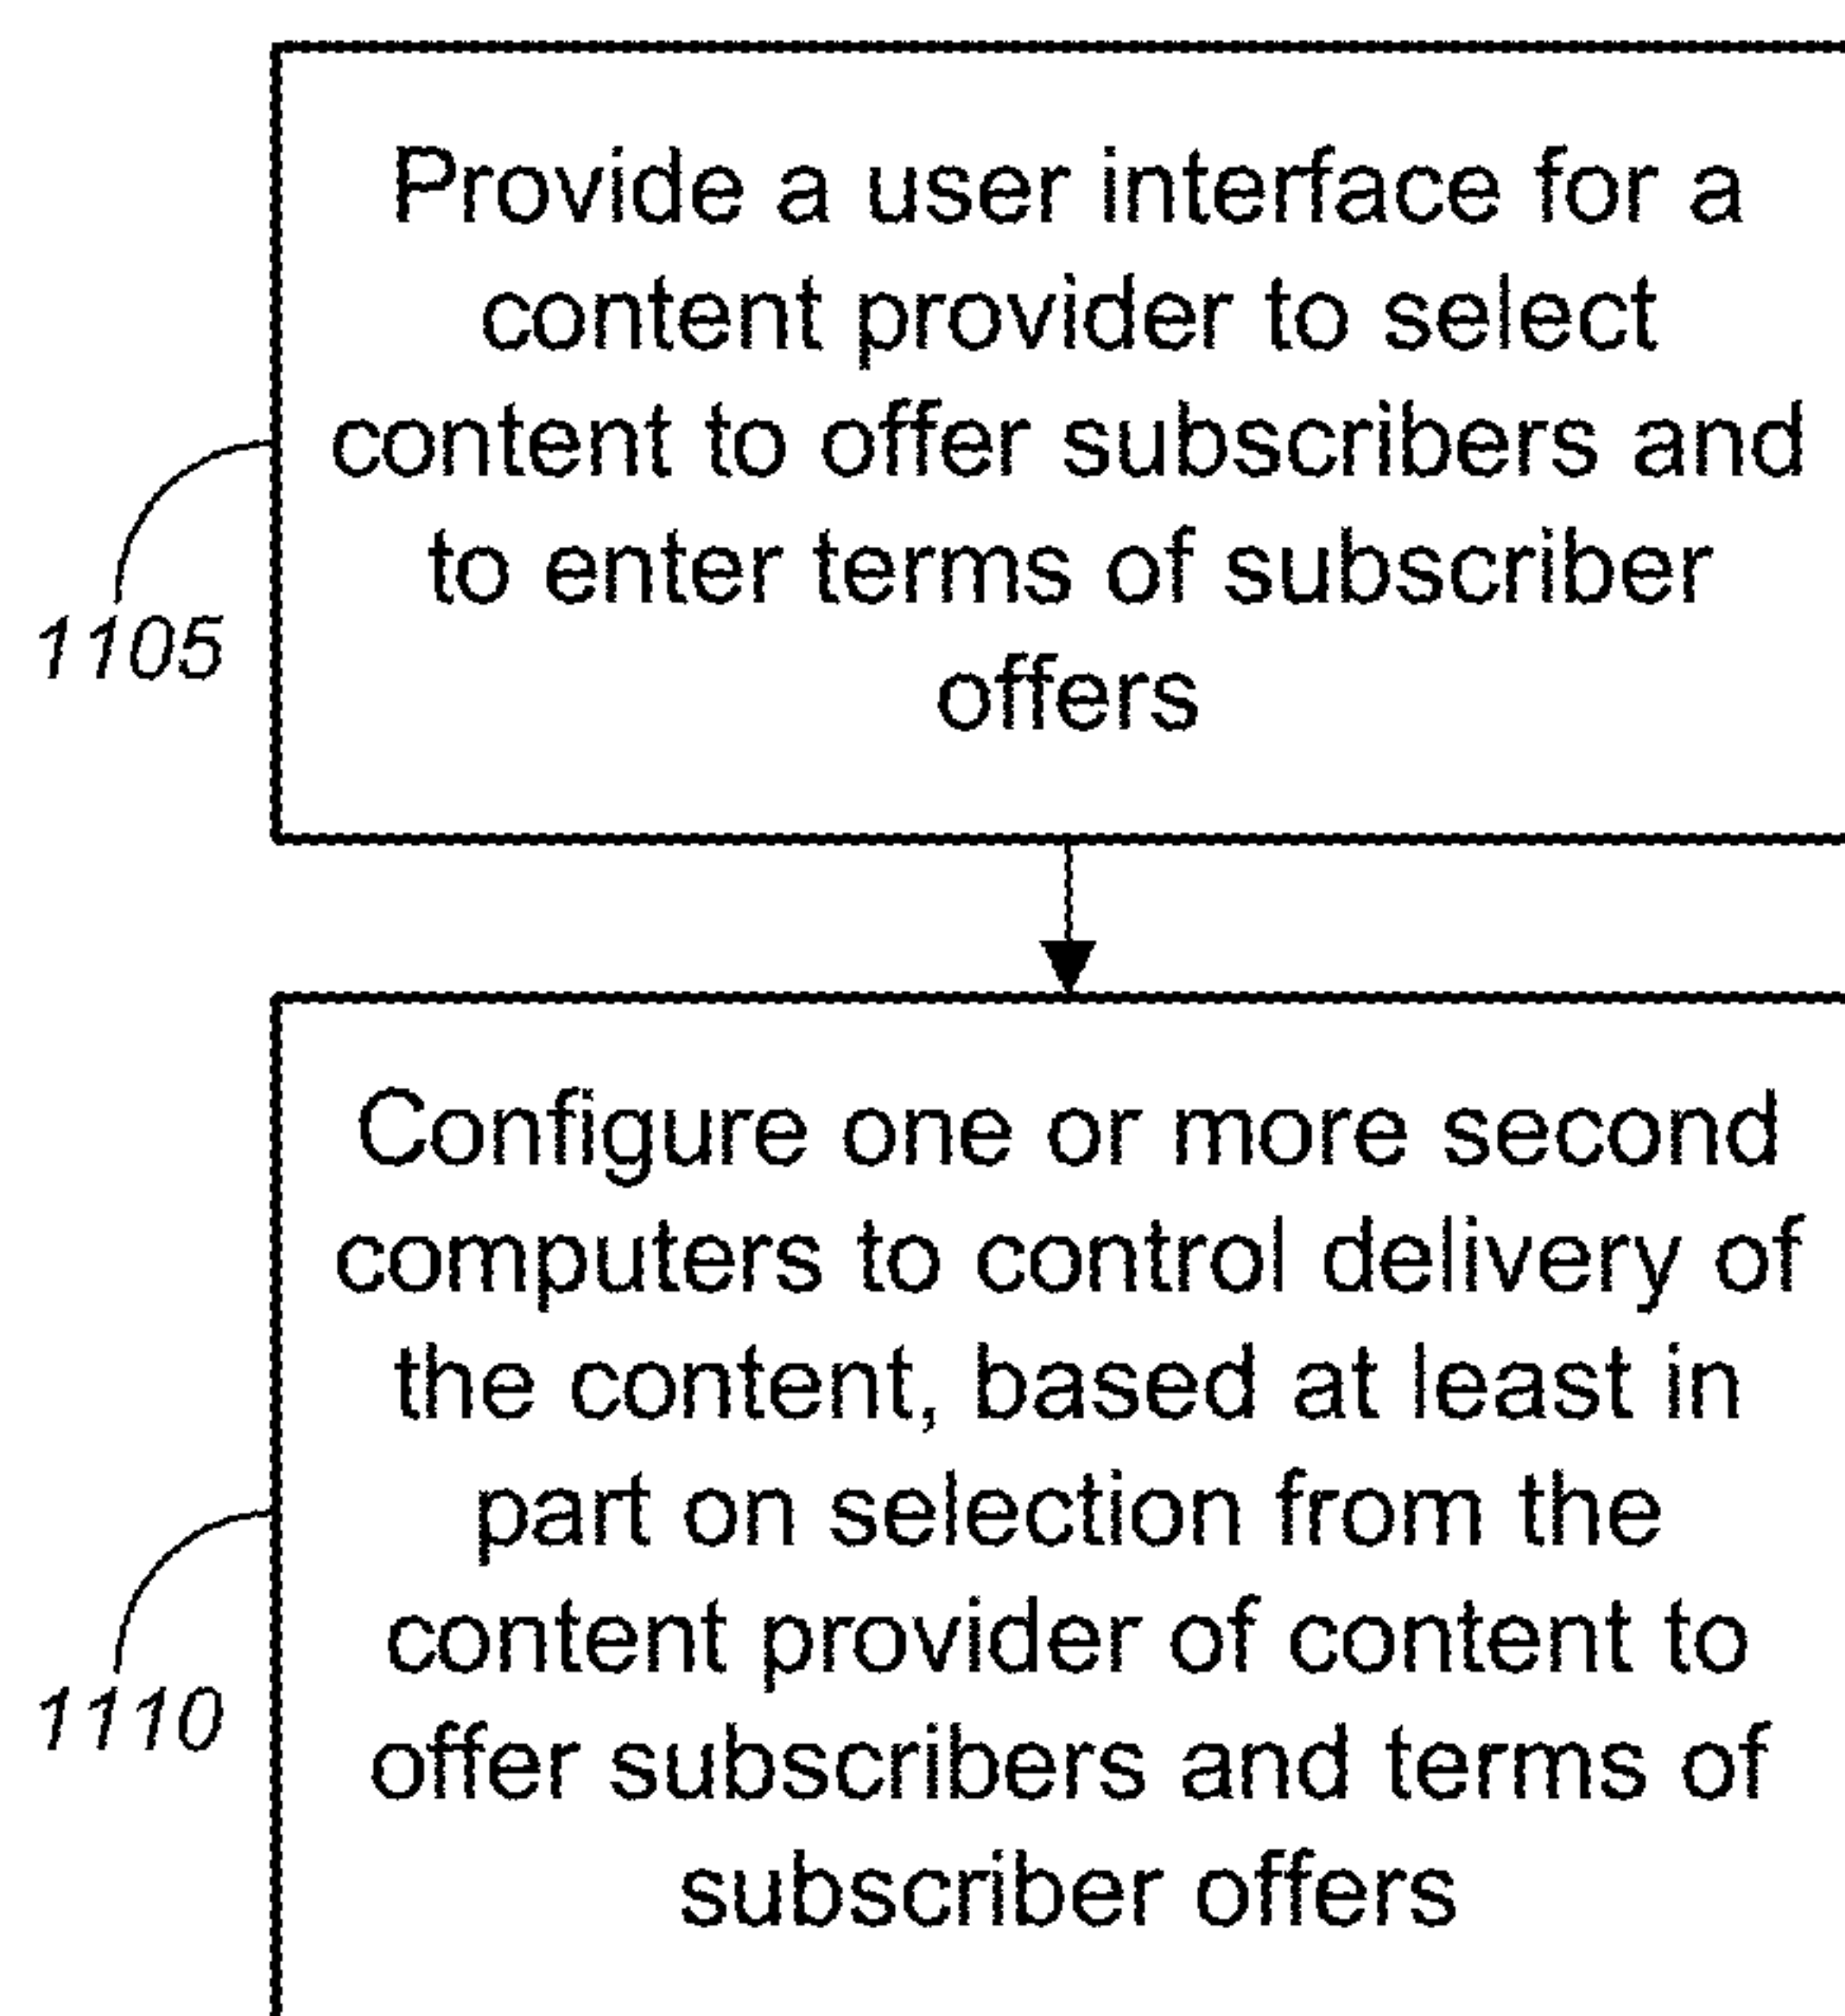 Provide a user interface for a
content provider to select
content to offer subscribers and
to enter terms of subscriber
offers
1105
Configure one or more second
computers to control delivery of
the content, based at least in
part on selection from the
content provider of content to
offer subscribers and terms of
subscriber offers
1110